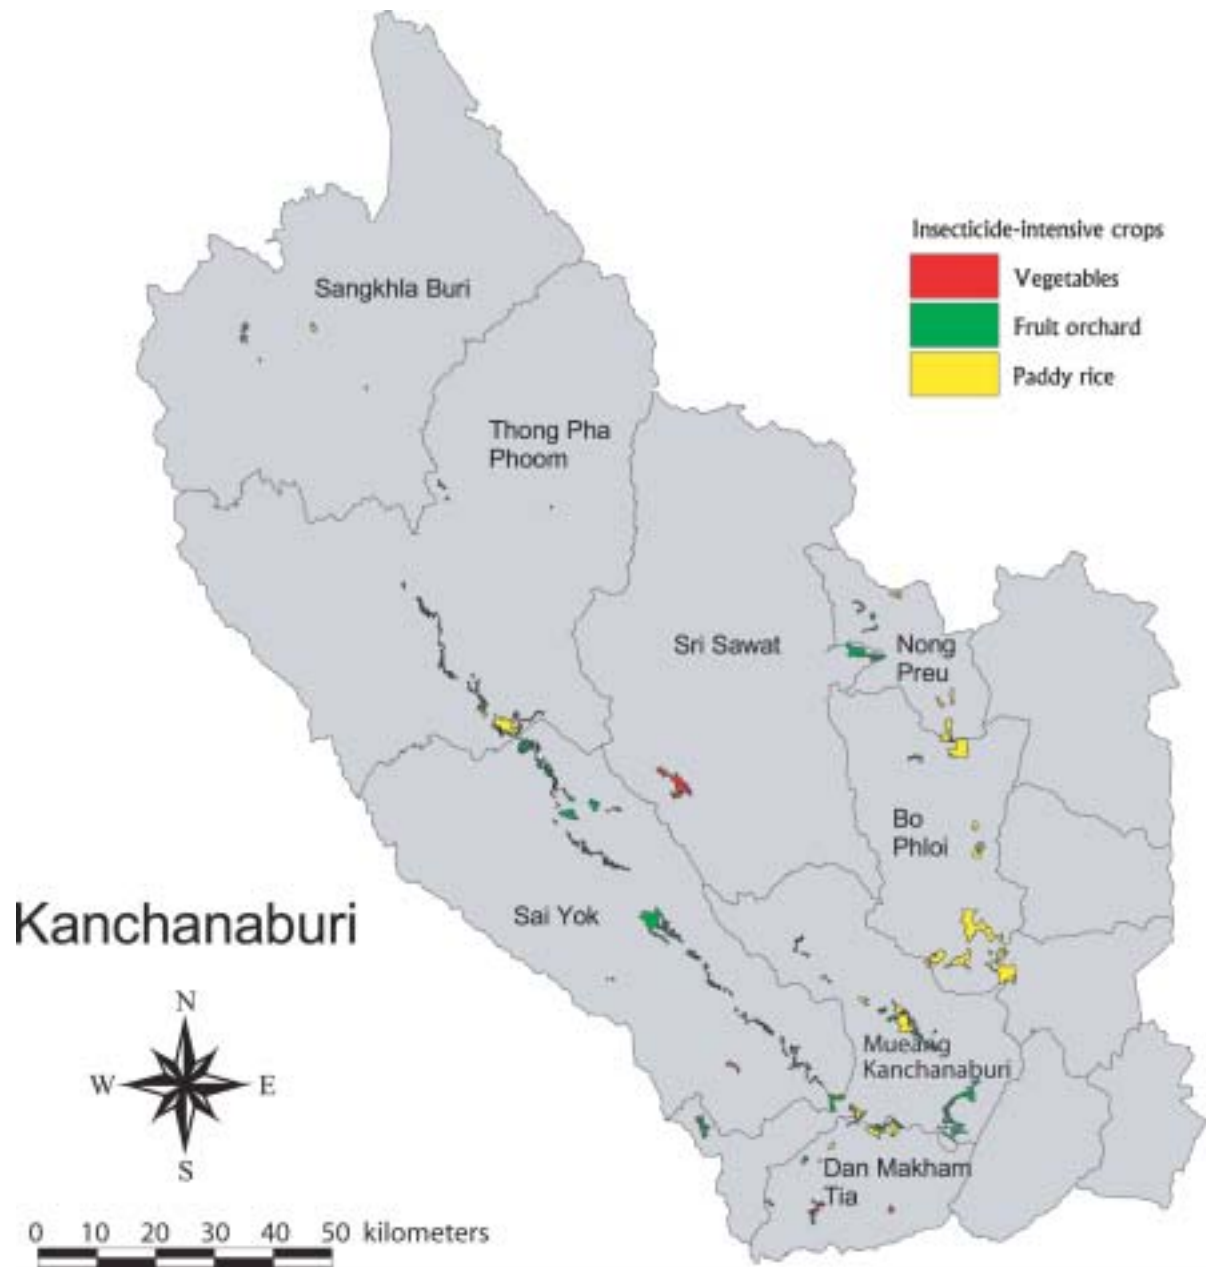 Insecticide-intensive crops
Vegetables
Fruit orchard
Paddy rice
Sangkhla Buri
Thong Pha
Phoom
Sri Sawat
Nong
Preu
Bo
Phloi
Sai Yok
Mueang
Kanchanaburi
Dan Makham
Tia
Kanchanaburi
N
W E
S
0 10 20 30 40 50 kilometers